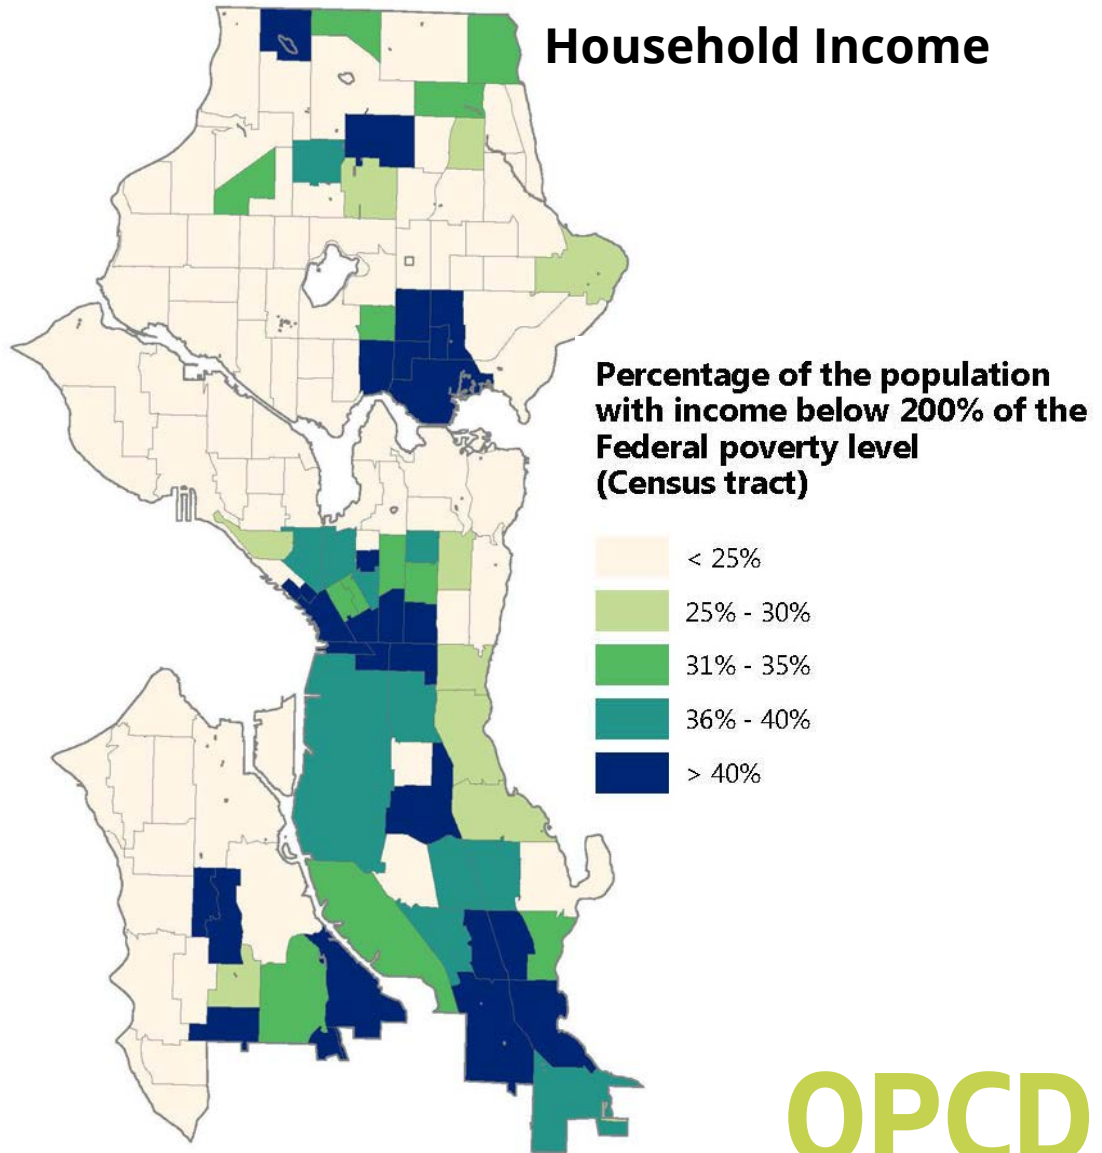 Household Income
Percentage of the population
with income below 200% of the
Federal poverty level
(Census tract)
< 25%
25% - 30%
31% - 35%
36% - 40%
> 40%
OPCD